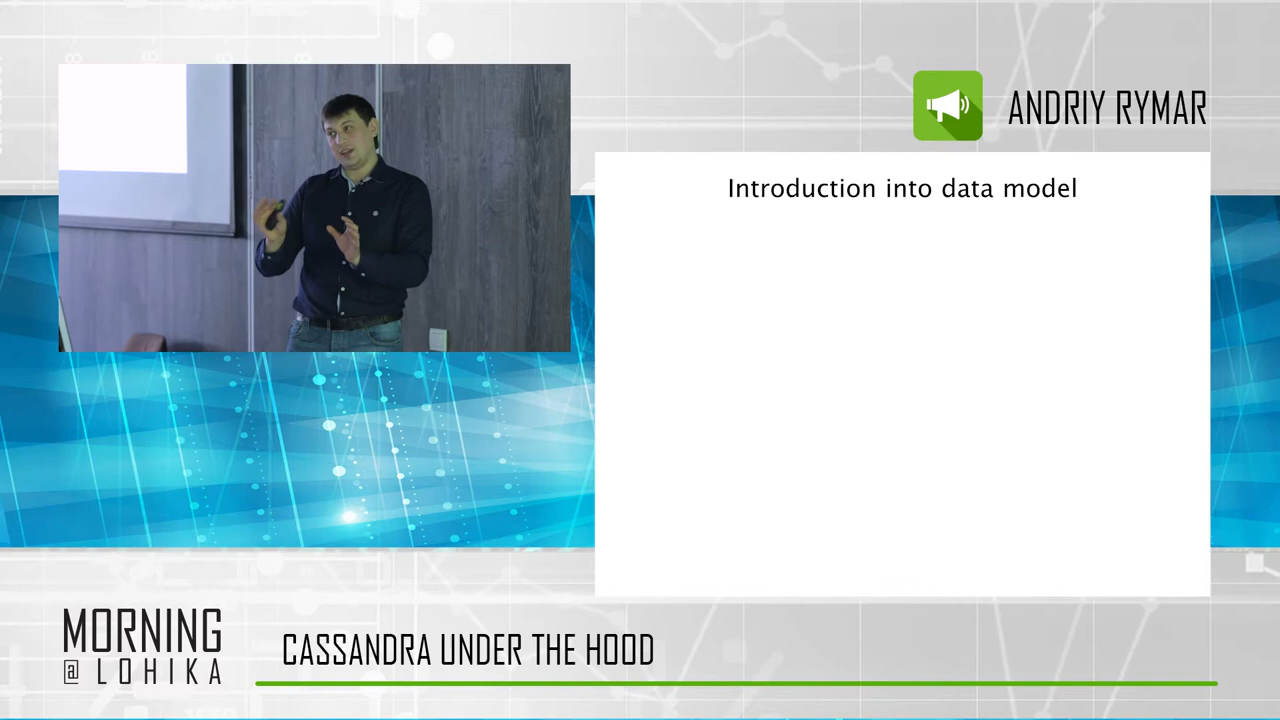 ANDRIY RYMAR
Introduction into data model
MORNING
@ LOHIKA
CASSANDRA UNDER THE HOOD